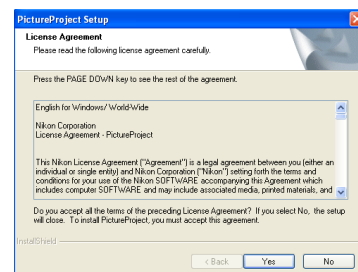 PictureProject Setup
License Agreement
Please read the following license agreement carefully.
Press the PAGE DOWN key to see the rest of the agreement.
English for Windows/ World-Wide
Nikon Corporation
License Agreement - PictureProject
This Nikon License Agreement ("Agreement") is a legal agreement between you (either an
individual or single entity) and Nikon Corporation ("Nikon") setting forth the terms and
conditions for your use of the Nikon SOFTWARE accompanying this Agreement which
includes computer SOFTWARE and may include associated media, printed materials, and
Do you accept all the terms of the preceding License Agreement? If you select No, the setup
will close. To install PictureProject, you must accept this agreement.
InstallShield
< Back Yes No